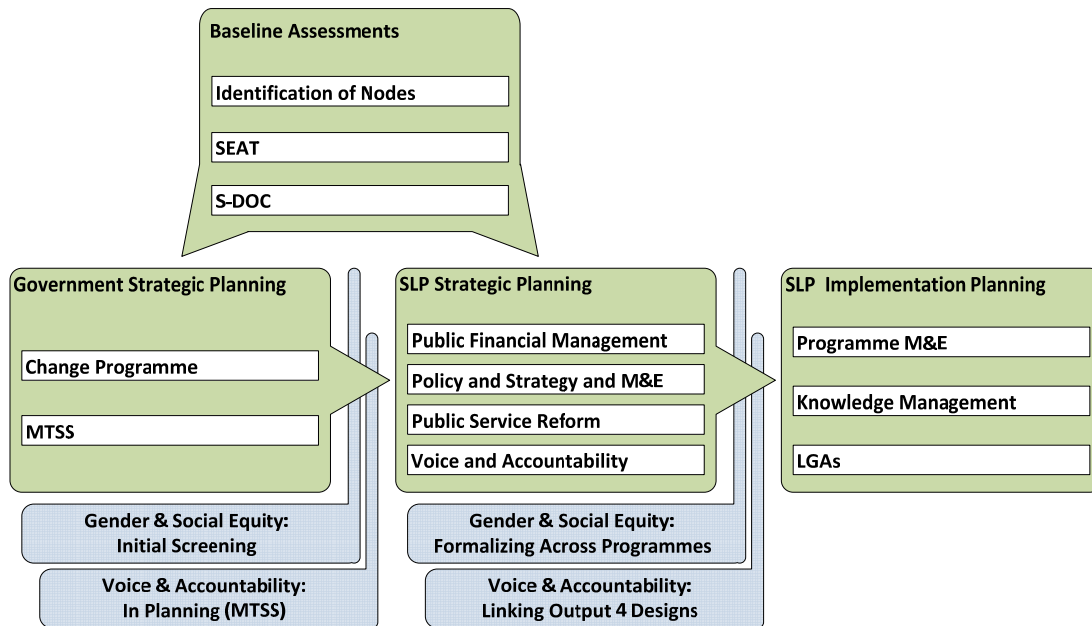 Baseline Assessments
Identification of Nodes
SEAT
S-DOC
Government Strategic Planning
Change Programme
MTSS
SLP Strategic Planning
Public Financial Management
Policy and Strategy and M&E
Public Service Reform
Voice and Accountability
SLP Implementation Planning
Programme M&E
Knowledge Management
LGAs
Gender & Social Equity:
Initial Screening
Voice & Accountability:
In Planning (MTSS)
Gender & Social Equity:
Formalizing Across Programmes
Voice & Accountability:
Linking Output 4 Designs